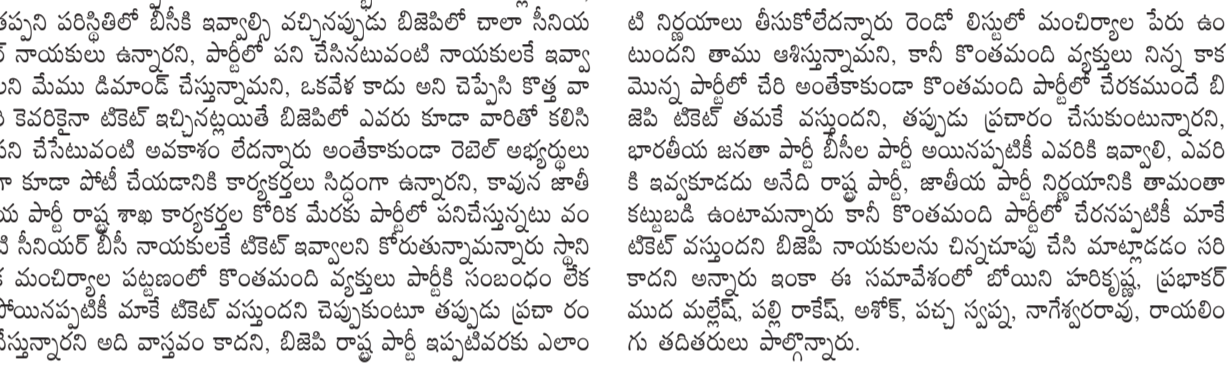 తప్పని పరిస్థితిలో బీసీకి ఇవ్వాల్సి వచ్చినప్పుడు బిజెపిలో చాలా సీనియ
ర్ నాయకులు ఉన్నారని, పార్టీలో పని చేసినటువంటి నాయకులకే ఇవ్వా
లని మేము డిమాండ్ చేస్తున్నామని, ఒకవేళ కాదు అని చెప్పేసి కొత్త వా
రి కెవరికైనా టికెట్ ఇచ్చినట్లయితే బిజెపిలో ఎవరు కూడా వారితో కలిసి
పని చేసేటువంటి అవకాశం లేదన్నారు అంతేకాకుండా రెబెల్ అభ్యర్థులు
గా కూడా పోటీ చేయడానికి కార్యకర్తలు సిద్ధంగా ఉన్నారని, కావున జాతీ
య పార్టీ రాష్ట్ర శాఖ కార్యకర్తల కోరిక మేరకు పార్టీలో పనిచేస్తున్నటు వం
టి సీనియర్ బీసీ నాయకులకే టికెట్ ఇవ్వాలని కోరుతున్నామన్నారు స్థాని
క మంచిర్యాల పట్టణంలో కొంతమంది వ్యక్తులు పార్టీకి సంబంధం లేక
పోయినప్పటికీ మాకే టికెట్ వస్తుందని చెప్పుకుంటూ తప్పుడు ప్రచా రం
చేస్తున్నారని అది వాస్తవం కాదని, బిజెపి రాష్ట్ర పార్టీ ఇప్పటివరకు ఎలాం
టి నిర్ణయాలు తీసుకోలేదన్నారు రెండో లిస్టులో మంచిర్యాల పేరు ఉం
టుందని తాము ఆశిస్తున్నామని, కానీ కొంతమంది వ్యక్తులు నిన్న కాక
మొన్న పార్టీలో చేరి అంతేకాకుండా కొంతమంది పార్టీలో చేరకముందే బి
జెపి టికెట్ తమకే వస్తుందని, తప్పుడు ప్రచారం చేసుకుంటున్నారని,
భారతీయ జనతా పార్టీ బీసీల పార్టీ అయినప్పటికీ ఎవరికి ఇవ్వాలి, ఎవరి
కి ఇవ్వకూడదు అనేది రాష్ట్ర పార్టీ, జాతీయ పార్టీ నిర్ణయానికి తామంతా
కట్టుబడి ఉంటామన్నారు కానీ కొంతమంది పార్టీలో చేరనప్పటికీ మాకే
టికెట్ వస్తుందని బిజెపి నాయకులను చిన్నచూపు చేసి మాట్లాడడం సరి
కాదని అన్నారు ఇంకా ఈ సమావేశంలో బోయిని హరికృష్ణ, ప్రభాకర్
ముద మల్లేష్, పల్లి రాకేష్, అశోక్, పచ్చ స్వప్న, నాగేశ్వరరావు, రాయలిం
గు తదితరులు పాల్గొన్నారు.